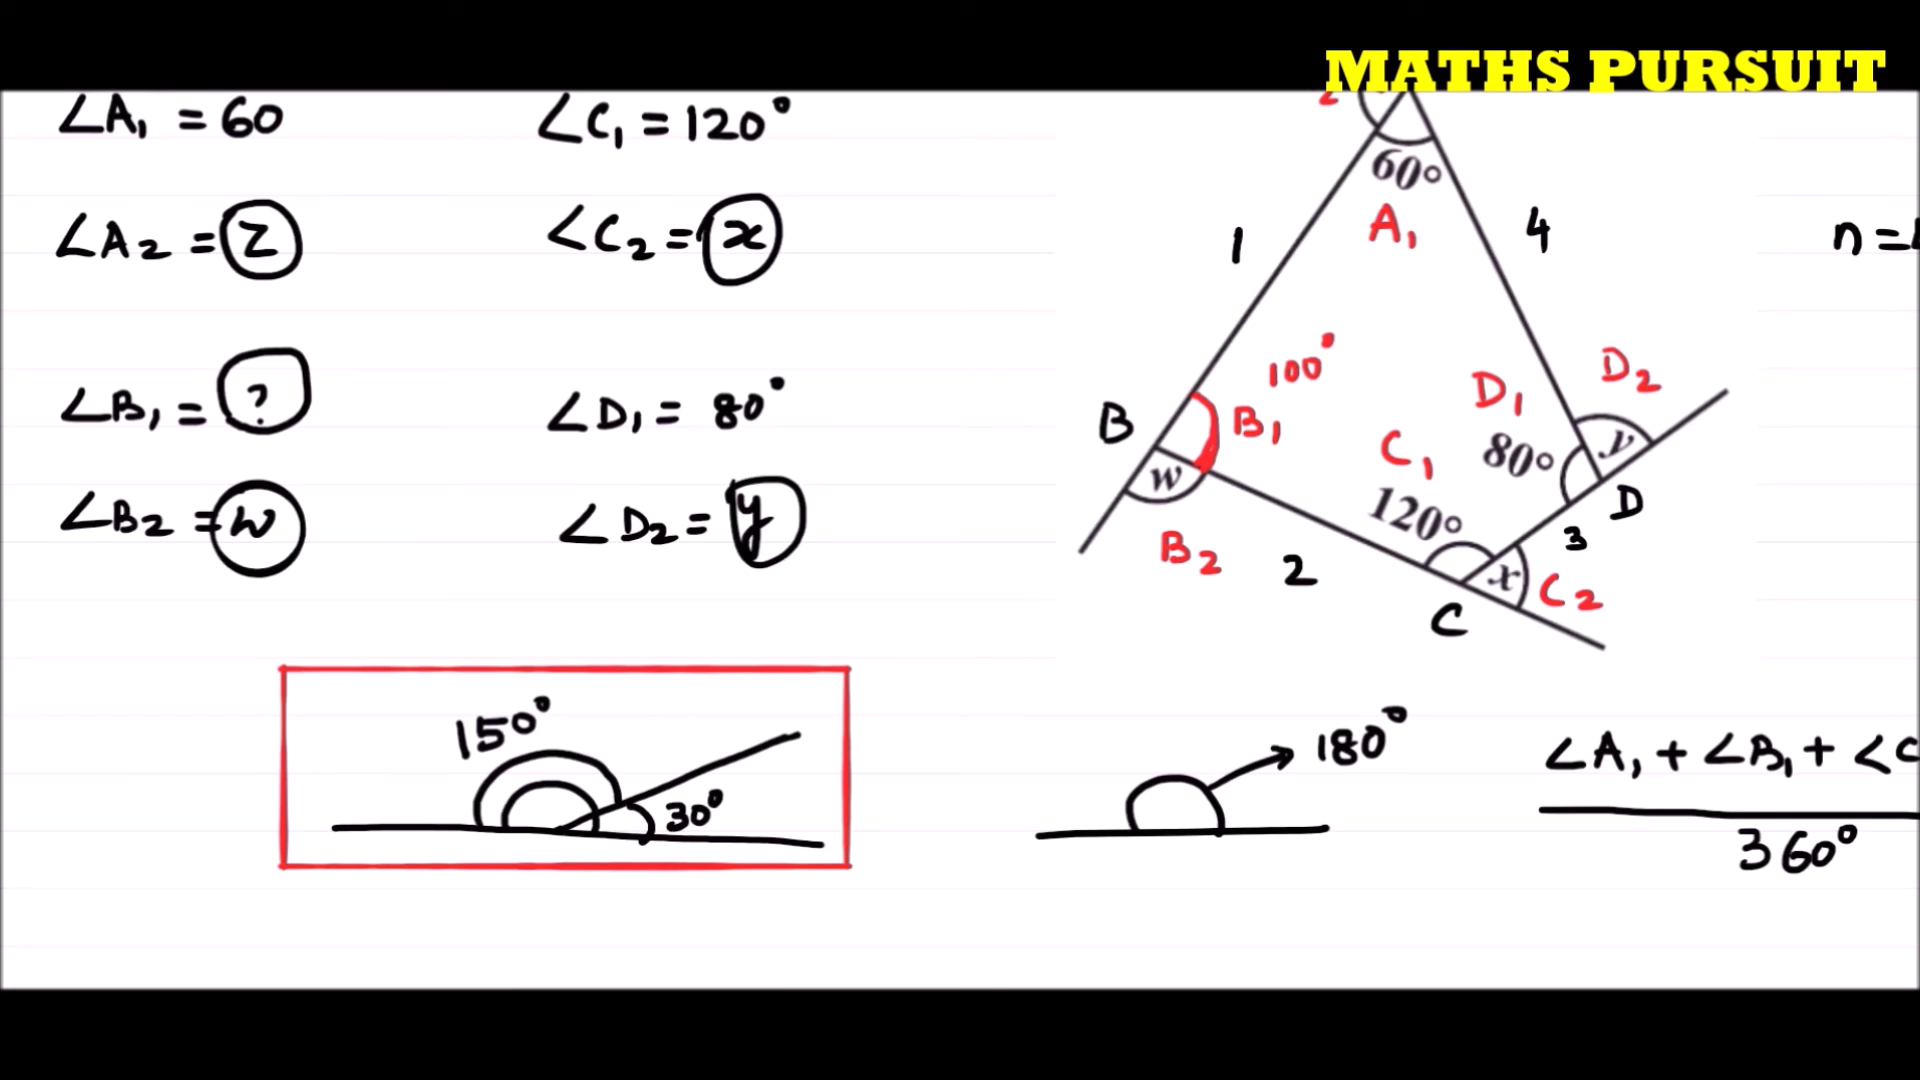 MATHS PURSUIT
∠A₁ = 60
∠C₁ = 120°
∠A₂ = z
∠C₂ = x
∠B₁ = ?
∠D₁ = 80°
∠B₂ = w
∠D₂ = y
60°
A₁
1
4
n =
100°
B
B₁
w
B₂
2
C₁
120°
D₁
80°
D₂
y
D
3
x
C₂
C
150°
30°
180°
∠A₁ + ∠B₁ + ∠C
360°